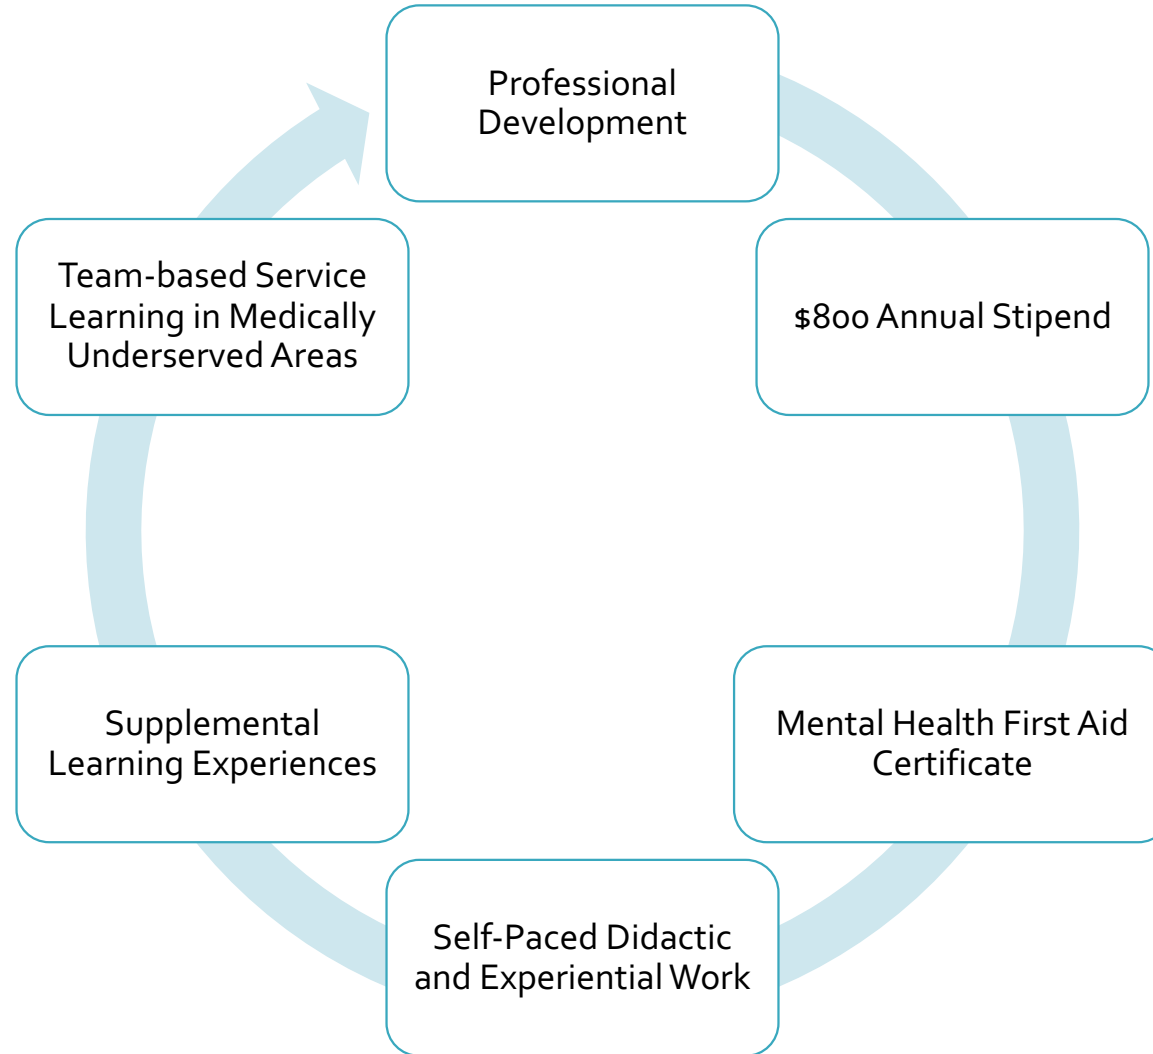 Professional
Development
$800 Annual Stipend
Mental Health First Aid
Certificate
Self-Paced Didactic
and Experiential Work
Supplemental
Learning Experiences
Team-based Service
Learning in Medically
Underserved Areas